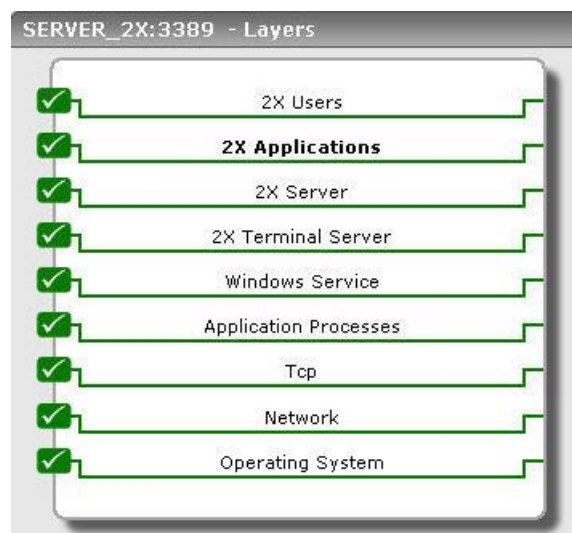 SERVER_2X:3389 - Layers
2X Users
2X Applications
2X Server
2X Terminal Server
Windows Service
Application Processes
Tcp
Network
Operating System